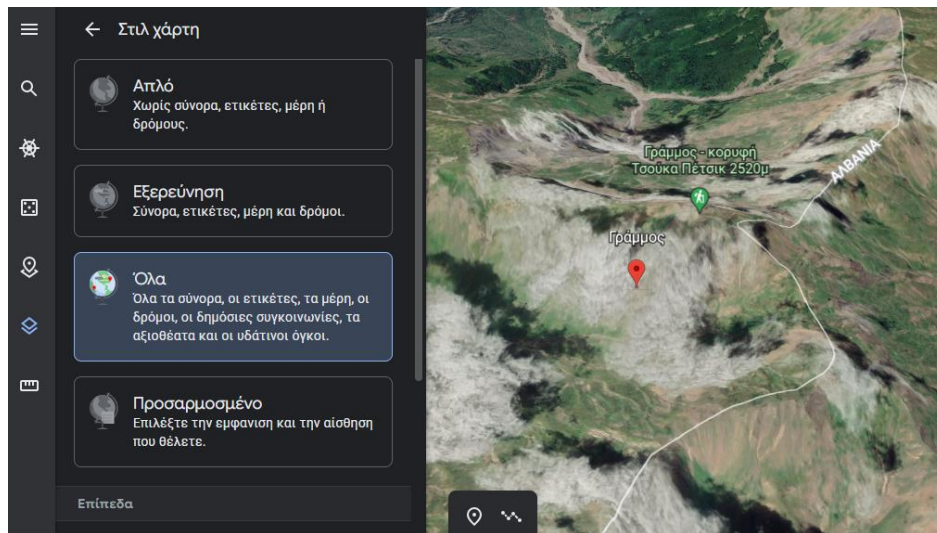 Στιλ χάρτη
Απλό
Χωρίς σύνορα, ετικέτες, μέρη ή
δρόμους.
Εξερεύνηση
Σύνορα, ετικέτες, μέρη και δρόμοι.
Όλα
Όλα τα σύνορα, οι ετικέτες, τα μέρη, οι
δρόμοι, οι δημόσιες συγκοινωνίες, τα
αξιοθέατα και οι υδάτινοι όγκοι.
Προσαρμοσμένο
Επιλέξτε την εμφανιση και την αίσθηση
που θέλετε.
Επίπεδα
Γράμμος - κορυφή
Τσούκα Πέτσικ 2520μ
ΑΛΒΑΝΙΑ
Γράμμος